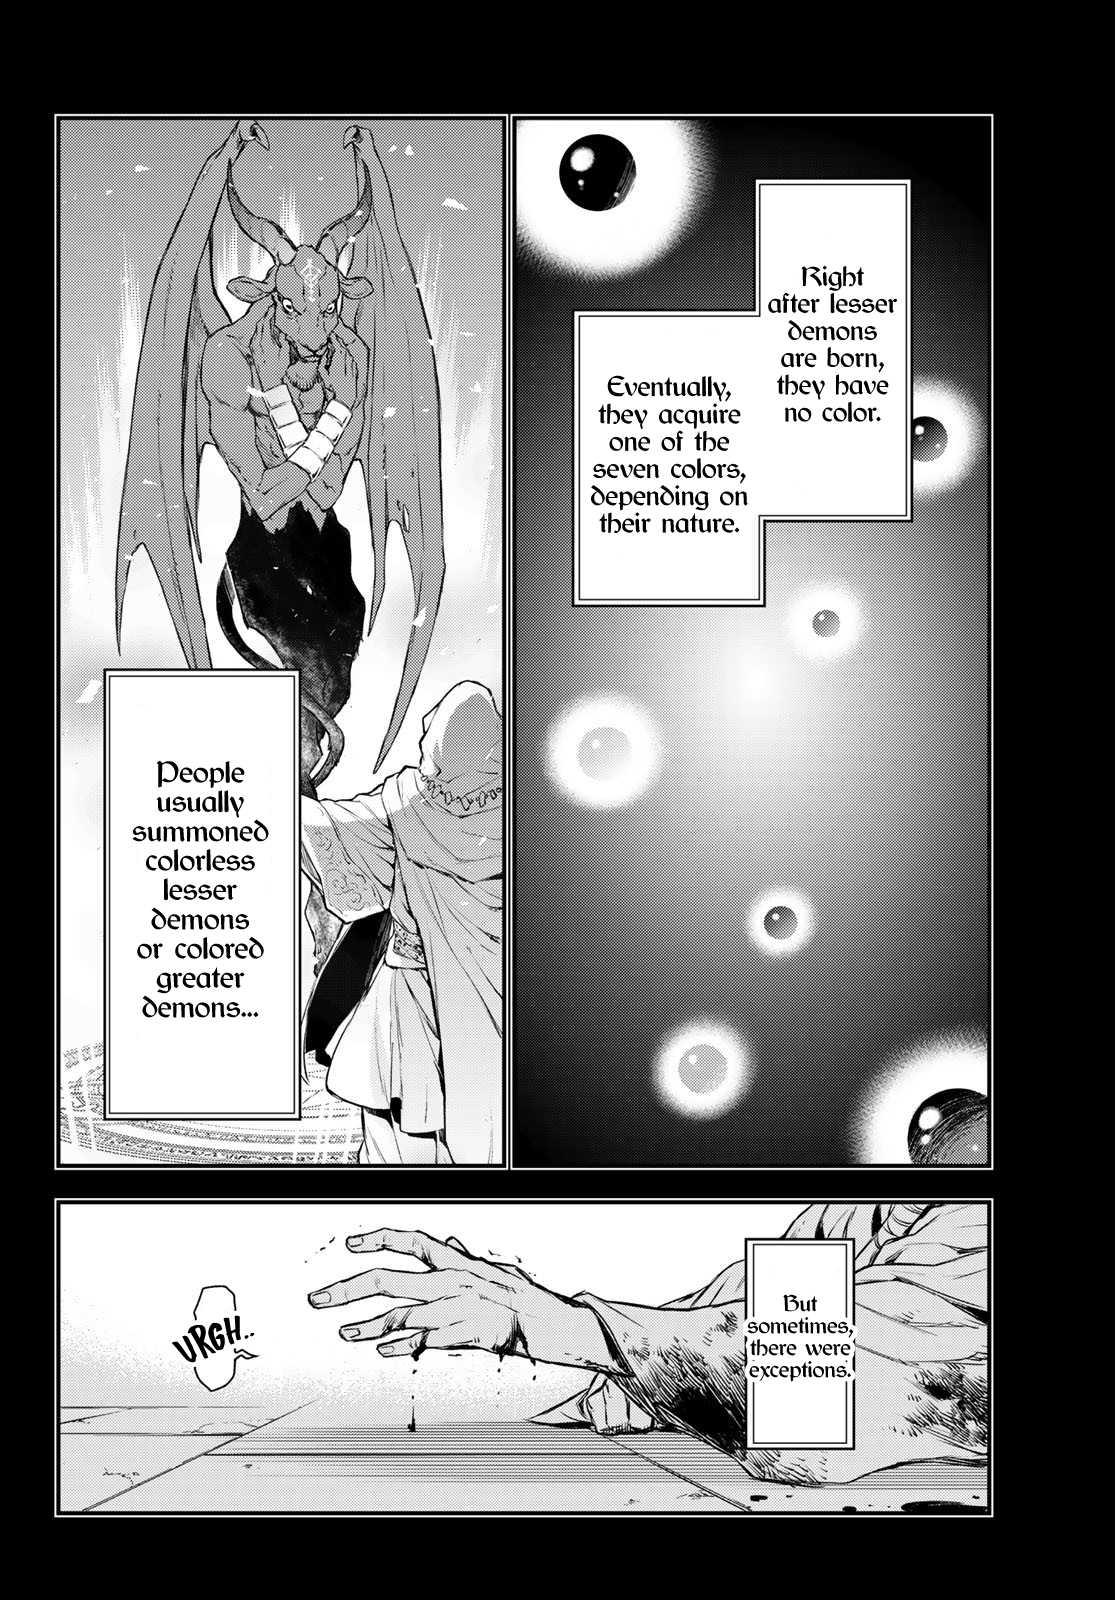 Right
after lesser
demons
are born,
they have
no color.
Eventually,
they acquire
one of the
seven colors,
depending on
their nature.
People
usually
summoned
colorless
lesser
demons
or colored
greater
demons...
But
sometimes,
there were
exceptions.
URGH..